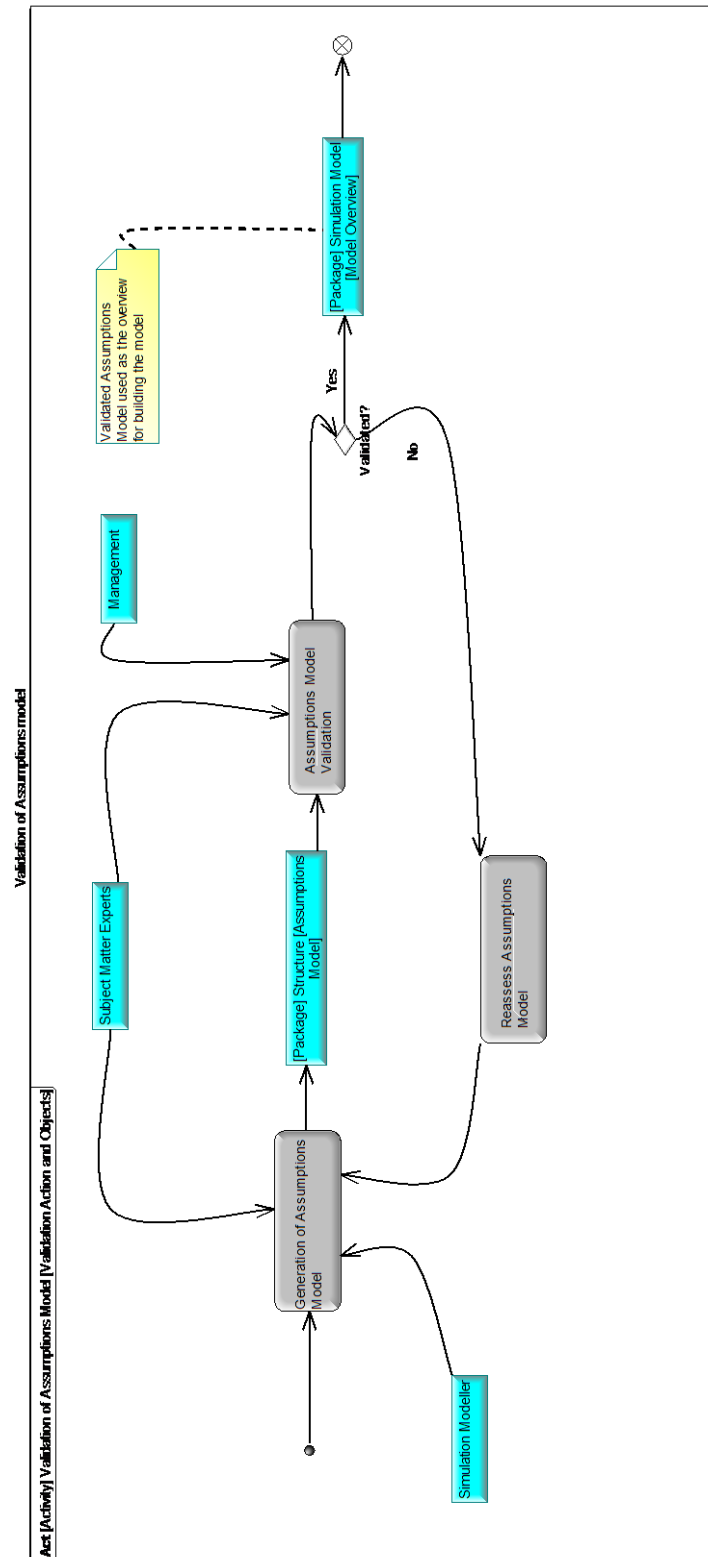 Validation of Assumptions model
Act [Activity] Validation of Assumptions Model [Validation Action and Objects]
Subject Matter Experts
Management
Validated Assumptions
Model used as the overview
for building the model
Generation of Assumptions
Model
[Package] Structure [Assumptions
Model]
Assumptions Model
Validation
Validated?
Yes
No
[Package] Simulation Model
[Model Overview]
Simulation Modeller
Reassess Assumptions
Model